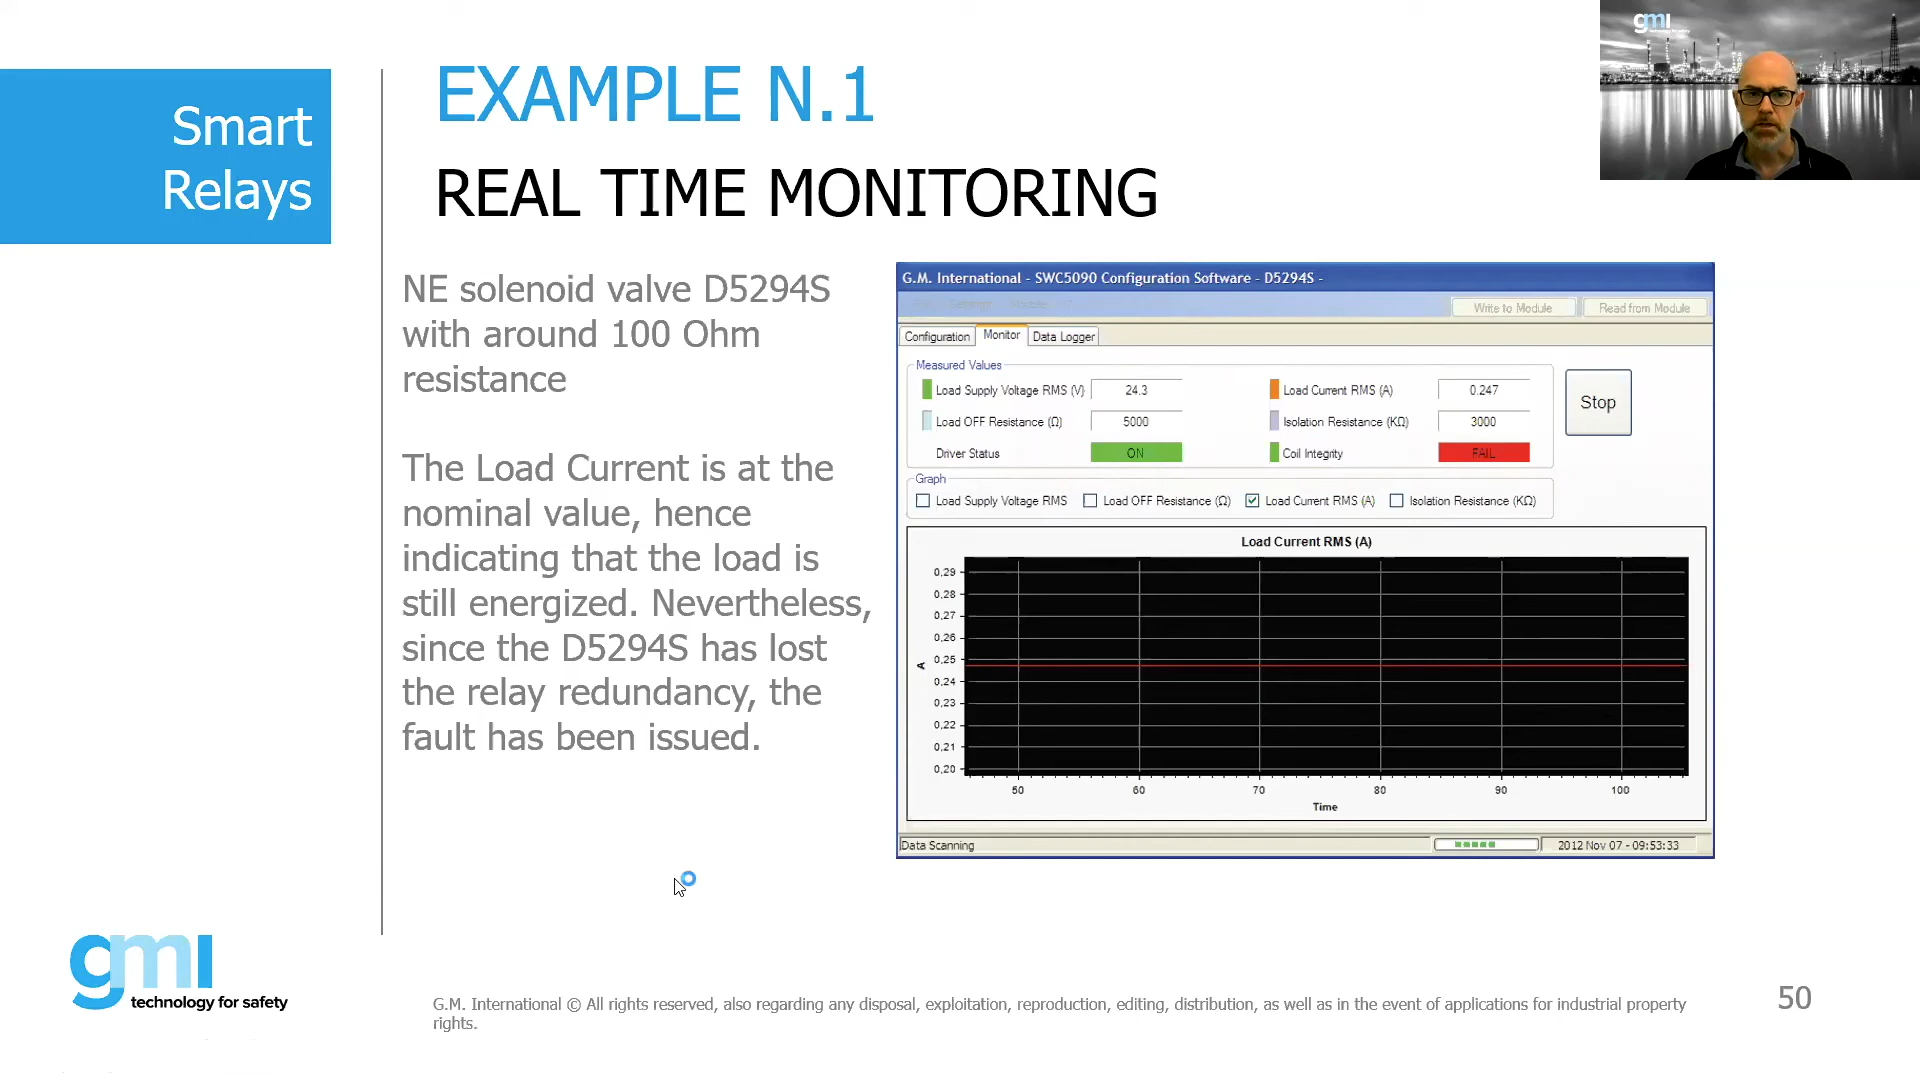 Smart
Relays
EXAMPLE N.1
REAL TIME MONITORING
gmi
technology for safety
NE solenoid valve D5294S
with around 100 Ohm
resistance
The Load Current is at the
nominal value, hence
indicating that the load is
still energized. Nevertheless,
since the D5294S has lost
the relay redundancy, the
fault has been issued.
G.M. International - SWC5090 Configuration Software - D5294S -
Write to Module Read from Module
Configuration Monitor Data Logger
Measured Values
Load Supply Voltage RMS (V) 24.3 Load Current RMS (A) 0.247
Stop
Load OFF Resistance (Ω) 5000 Isolation Resistance (KΩ) 3000
Driver Status ON Coil Integrity FAIL
Graph
Load Supply Voltage RMS Load OFF Resistance (Ω) Load Current RMS (A) Isolation Resistance (KΩ)
Load Current RMS (A)
0,29
0,28
0,27
0,26
0,25
A
0,24
0,23
0,22
0,21
0,20
50 60 70 80 90 100
Time
Data Scanning 2012 Nov 07 - 09:53:33
gmi
technology for safety
G.M. International © All rights reserved, also regarding any disposal, exploitation, reproduction, editing, distribution, as well as in the event of applications for industrial property
rights.
50